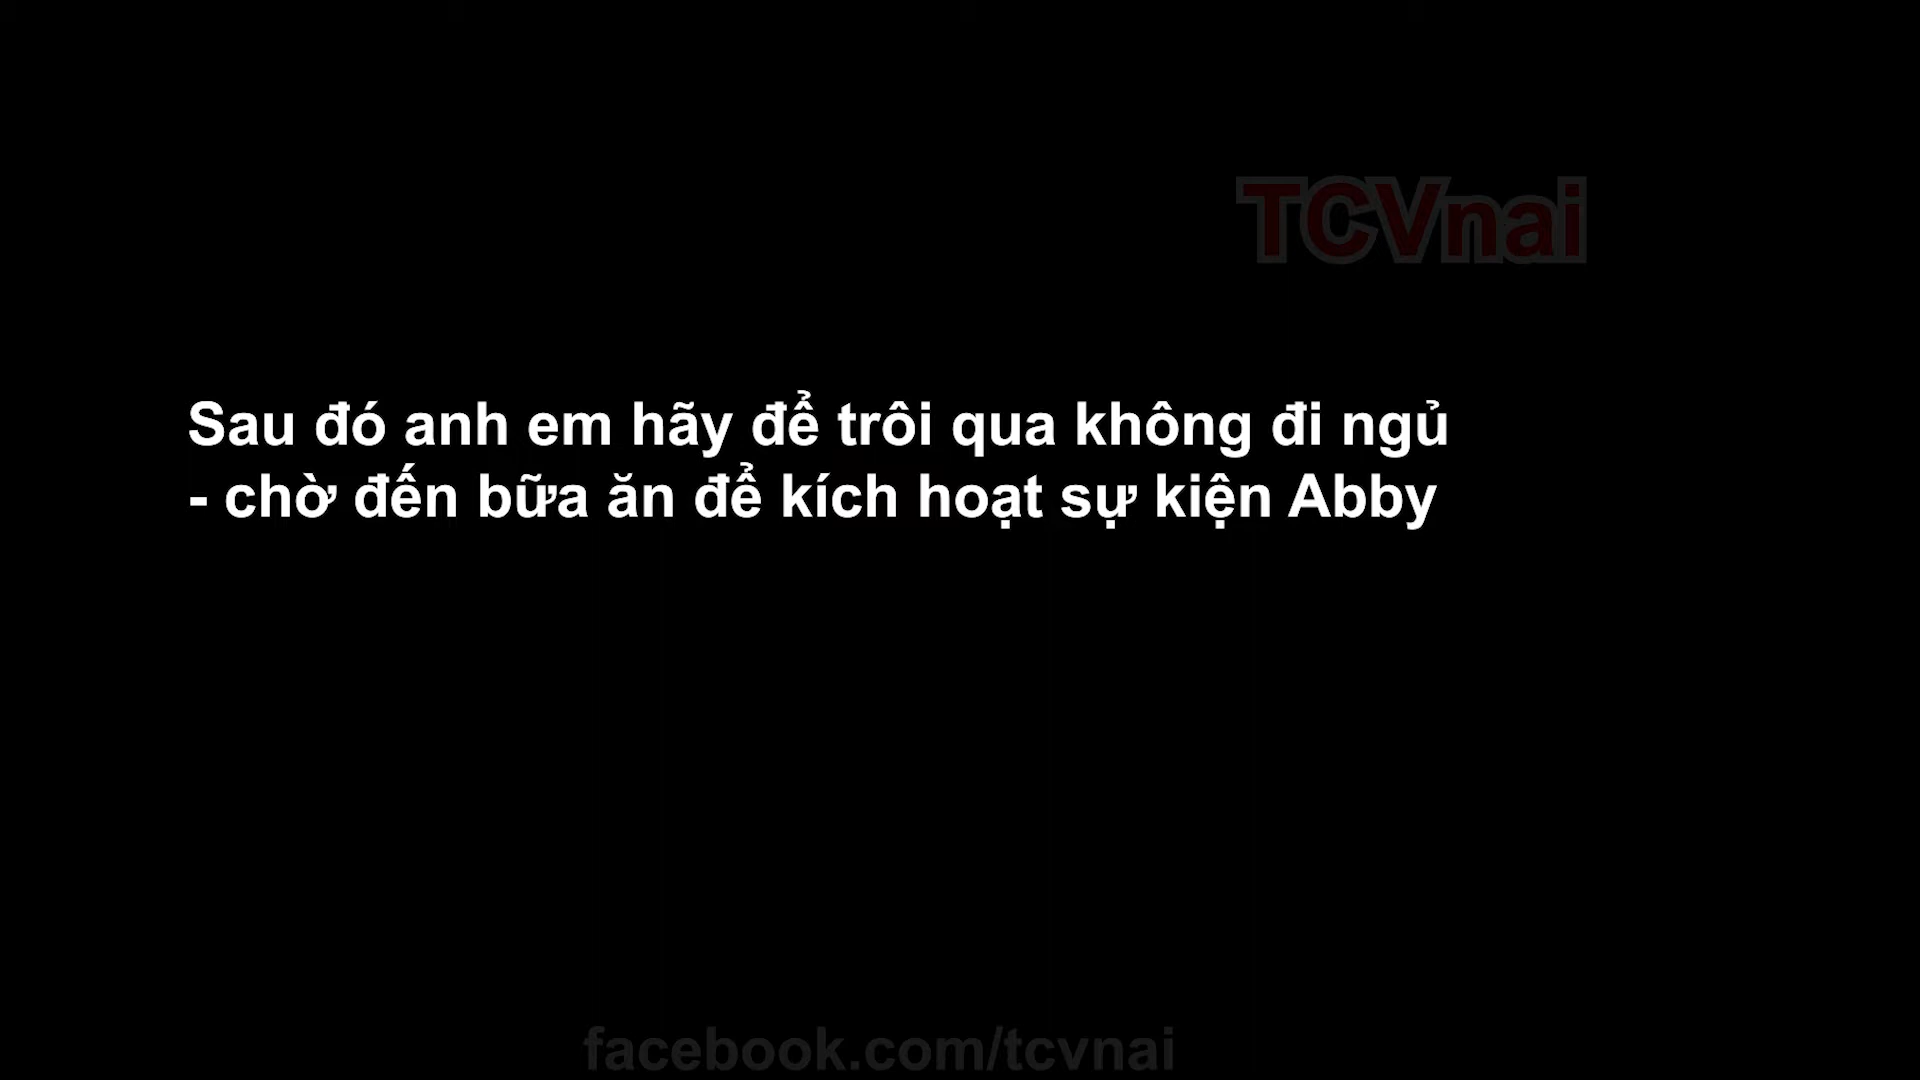 TCVnai
Sau đó anh em hãy để trôi qua không đi ngủ
- chờ đến bữa ăn để kích hoạt sự kiện Abby
facebook.com/tcvnai